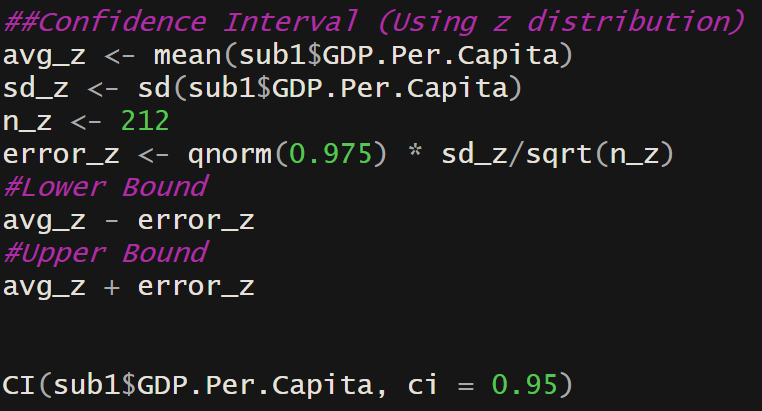 ##Confidence Interval (Using z distribution)
avg_z <- mean(sub1$GDP.Per.Capita)
sd_z <- sd(sub1$GDP.Per.Capita)
n_z <- 212
error_z <- qnorm(0.975) * sd_z/sqrt(n_z)
#Lower Bound
avg_z - error_z
#Upper Bound
avg_z + error_z
CI(sub1$GDP.Per.Capita, ci = 0.95)